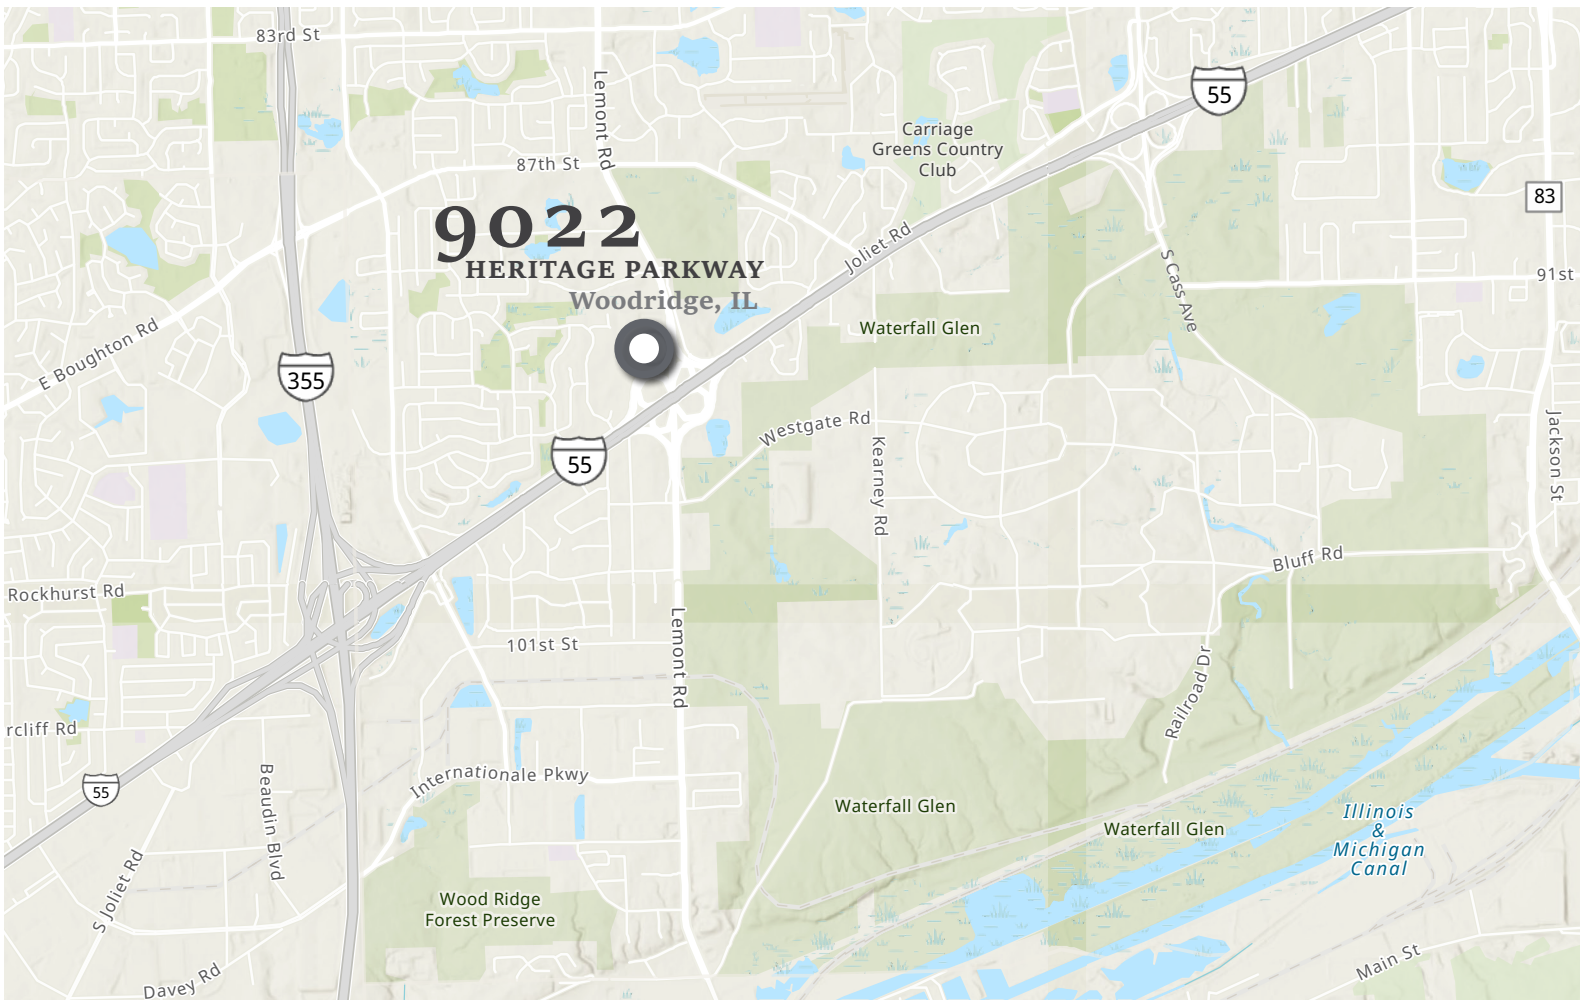 83rd St
Lemont Rd
55
Carriage
Greens Country
Club
87th St
83
9022
HERITAGE PARKWAY
Woodridge, IL
Joliet Rd
S Cass Ave
91st
Waterfall Glen
E Boughton Rd
355
Westgate Rd
Kearney Rd
Jackson St
55
Bluff Rd
Rockhurst Rd
101st St
Lemont Rd
Railroad Dr
rcliff Rd
Internationale Pkwy
55
Beaudin Blvd
Waterfall Glen
Waterfall Glen
Illinois
&
Michigan
Canal
S Joliet Rd
Wood Ridge
Forest Preserve
Main St
Davey Rd